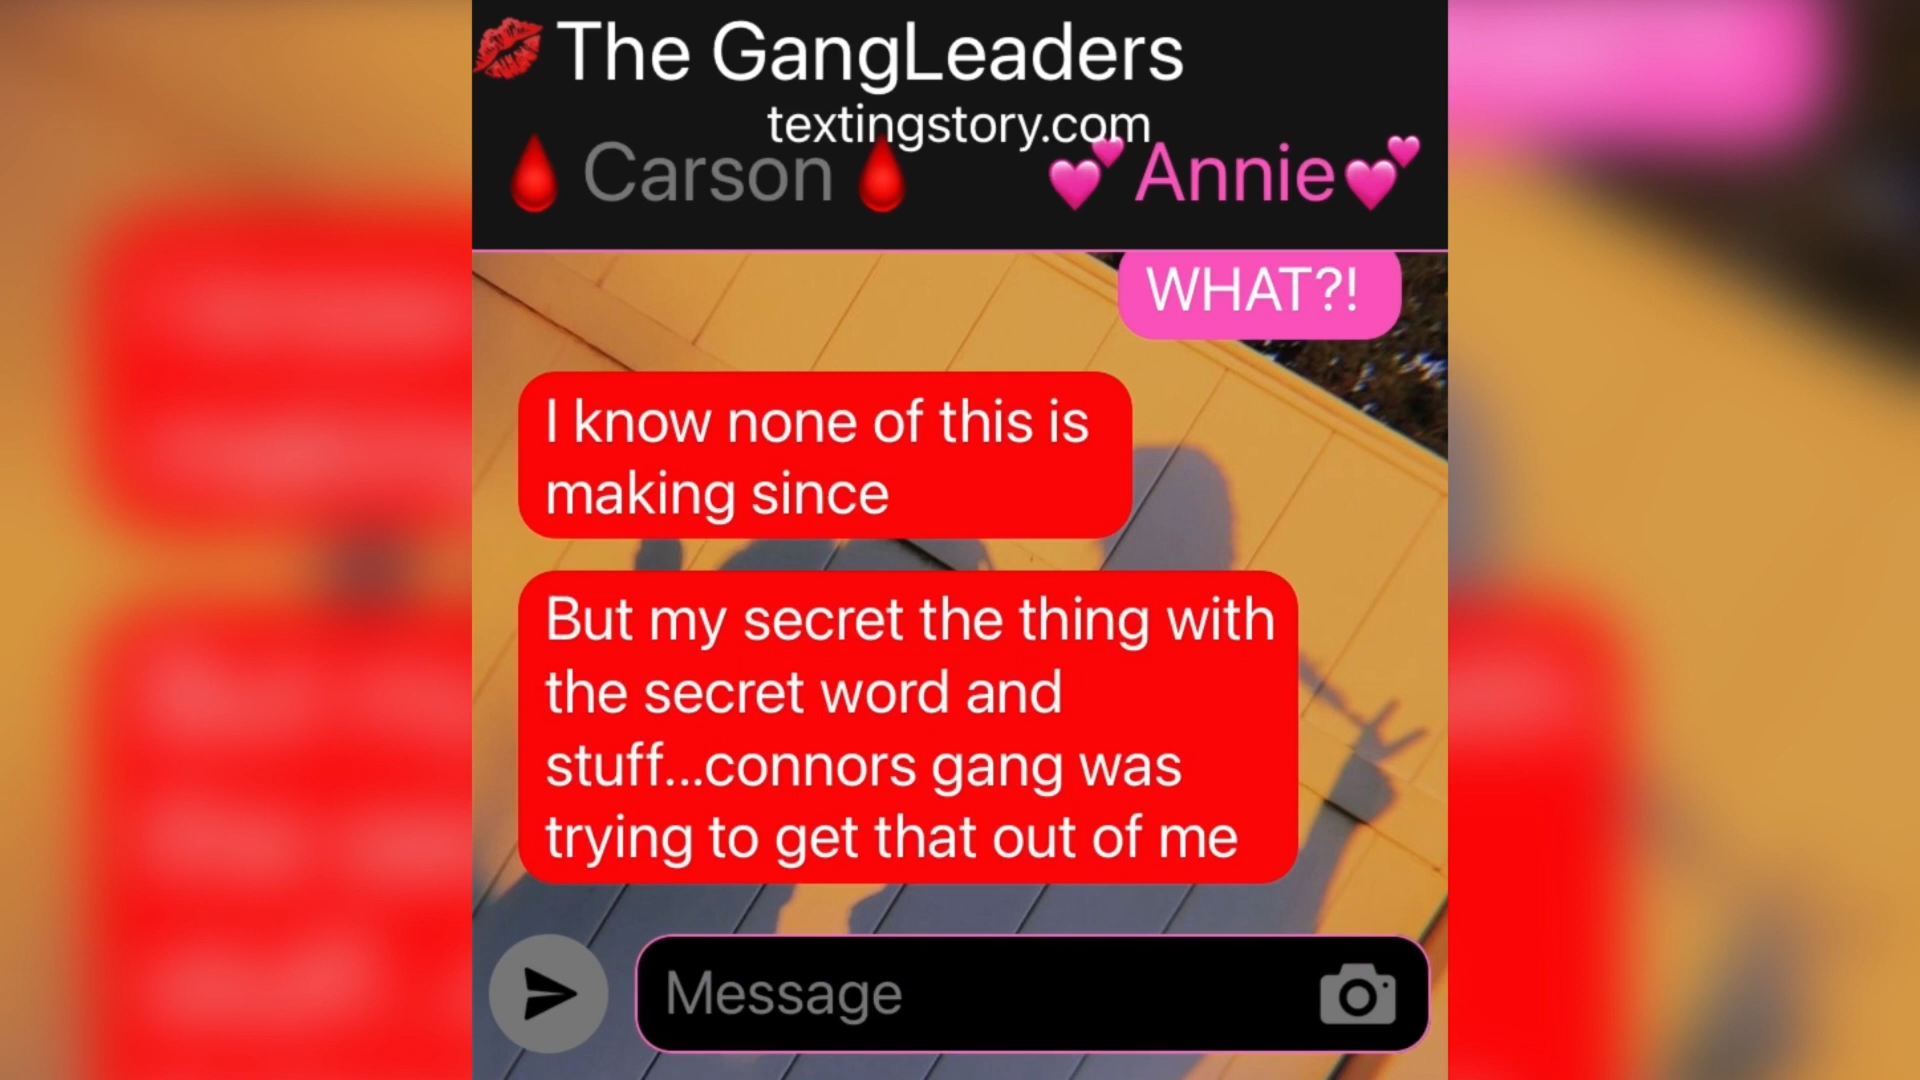 The GangLeaders
textingstory.com
Carson
Annie
WHAT?!
I know none of this is
making since
But my secret the thing with
the secret word and
stuff...connors gang was
trying to get that out of me
Message